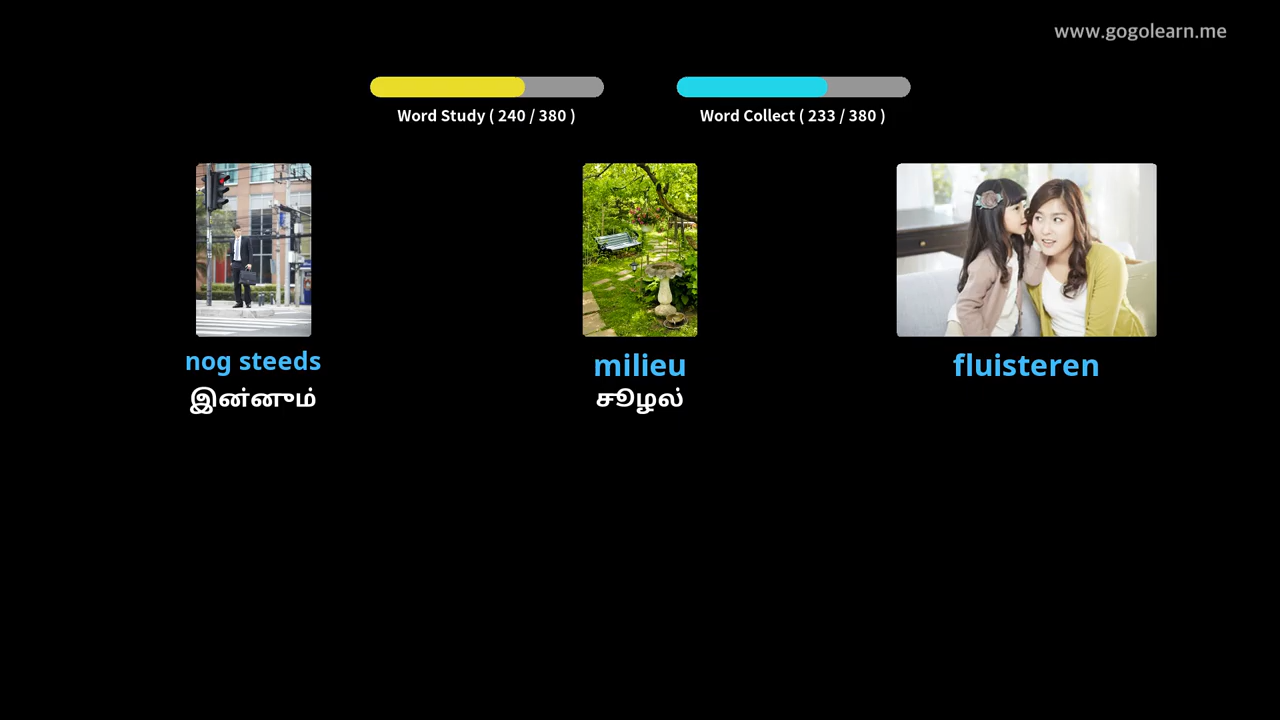 www.gogolearn.me
Word Study ( 240 / 380 )
Word Collect ( 233 / 380 )
nog steeds
இன்னும்
milieu
சூழல்
fluisteren